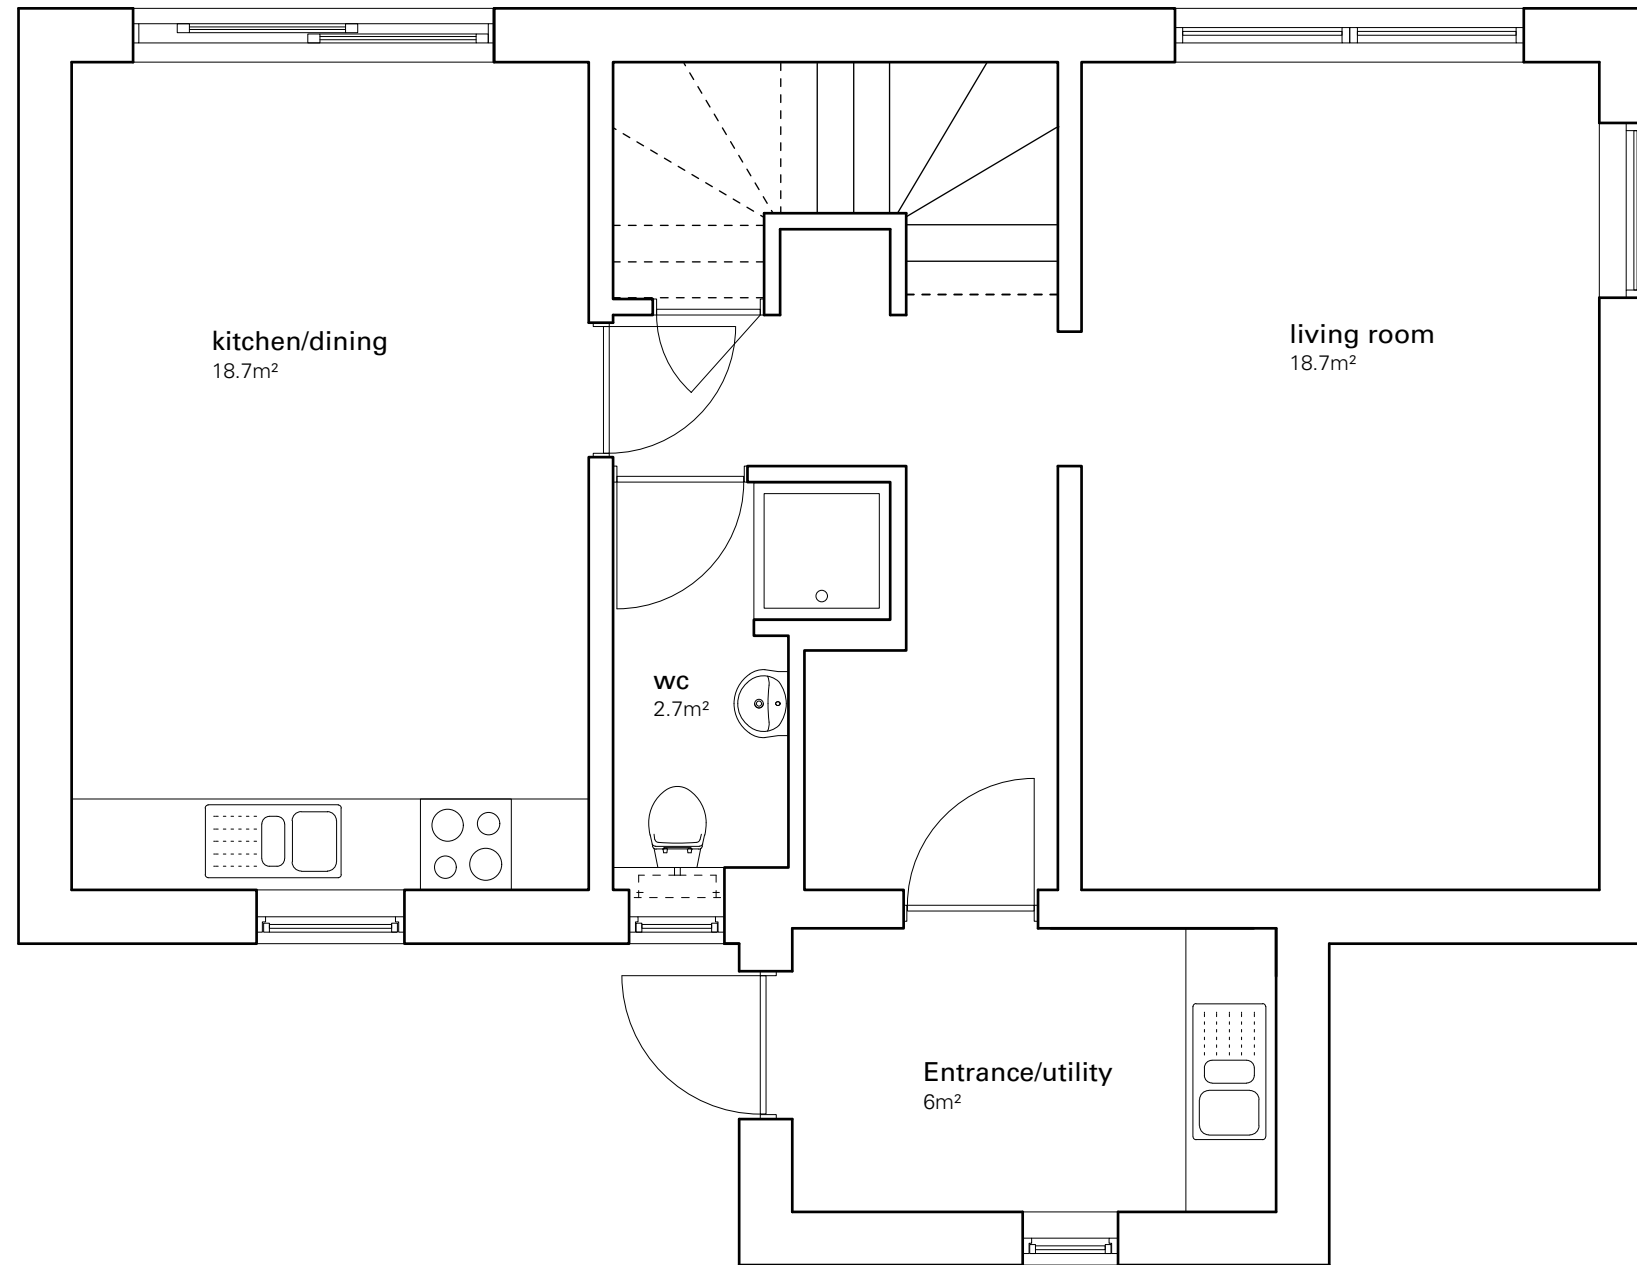 kitchen/dining
18.7m²
living room
18.7m²
wc
2.7m²
Entrance/utility
6m²